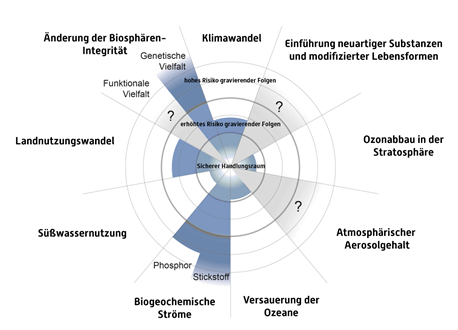 Klimawandel
Änderung der Biosphären-
Integrität
Einführung neuartiger Substanzen
und modifizierter Lebensformen
Genetische
Vielfalt
hohes Risiko gravierender Folgen
Funktionale
Vielfalt
?
?
erhöhtes Risiko gravierender Folgen
Landnutzungswandel
Ozonabbau in der
Stratosphäre
Sicherer Handlungsraum
?
Süßwassernutzung
Atmosphärischer
Aerosolgehalt
Phosphor
Stickstoff
Biogeochemische
Ströme
Versauerung der
Ozeane